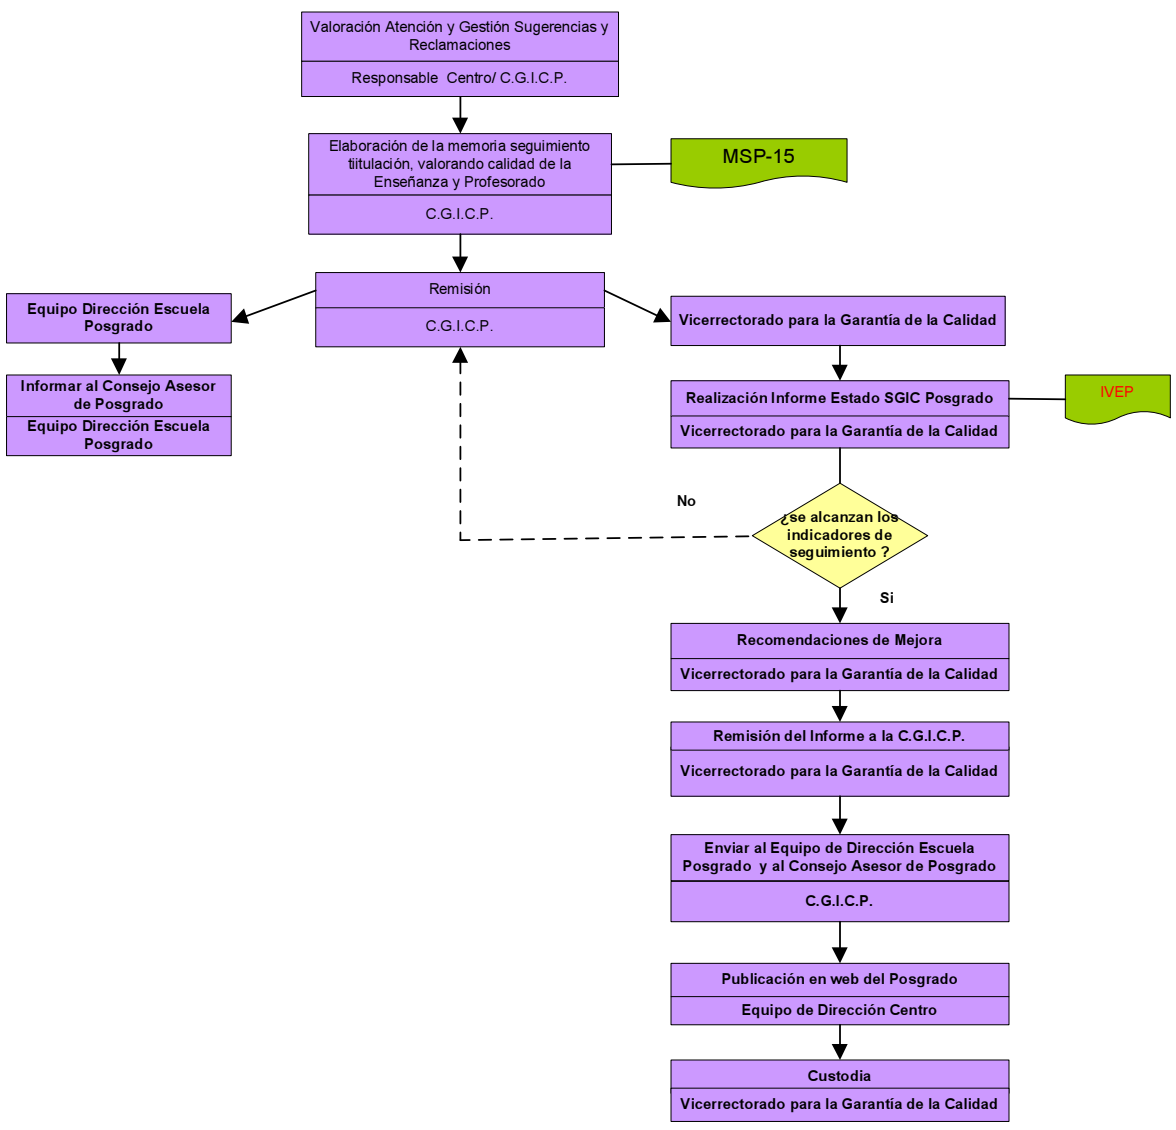 Valoración Atención y Gestión Sugerencias y
Reclamaciones
Responsable Centro/ C.G.I.C.P.
Elaboración de la memoria seguimiento
tiitulación, valorando calidad de la
Enseñanza y Profesorado
C.G.I.C.P.
MSP-15
Remisión
C.G.I.C.P.
Equipo Dirección Escuela
Posgrado
Informar al Consejo Asesor
de Posgrado
Equipo Dirección Escuela
Posgrado
Vicerrectorado para la Garantía de la Calidad
Realización Informe Estado SGIC Posgrado
Vicerrectorado para la Garantía de la Calidad
IVEP
No
¿se alcanzan los
indicadores de
seguimiento ?
Si
Recomendaciones de Mejora
Vicerrectorado para la Garantía de la Calidad
Remisión del Informe a la C.G.I.C.P.
Vicerrectorado para la Garantía de la Calidad
Enviar al Equipo de Dirección Escuela
Posgrado y al Consejo Asesor de Posgrado
C.G.I.C.P.
Publicación en web del Posgrado
Equipo de Dirección Centro
Custodia
Vicerrectorado para la Garantía de la Calidad